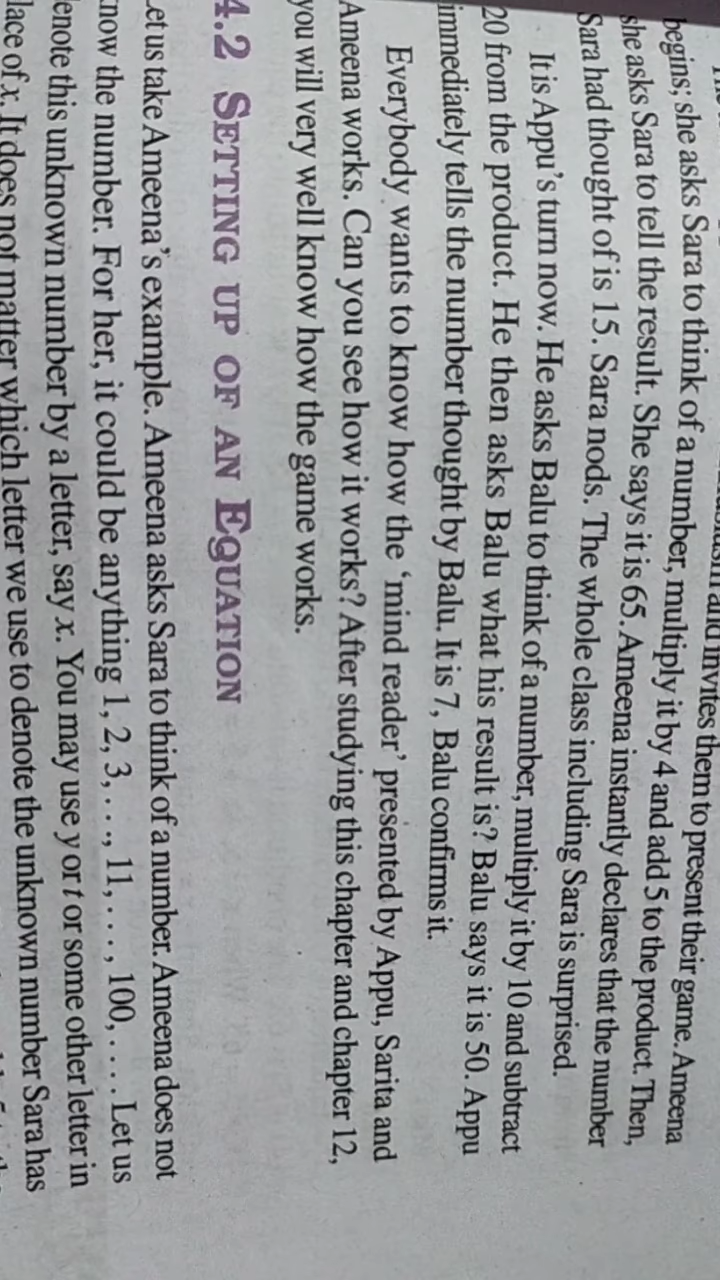 and invites them to present their game. Ameena
begins; she asks Sara to think of a number, multiply it by 4 and add 5 to the product. Then,
she asks Sara to tell the result. She says it is 65. Ameena instantly declares that the number
Sara had thought of is 15. Sara nods. The whole class including Sara is surprised.
It is Appu's turn now. He asks Balu to think of a number, multiply it by 10 and subtract
20 from the product. He then asks Balu what his result is? Balu says it is 50. Appu
immediately tells the number thought by Balu. It is 7, Balu confirms it.
Everybody wants to know how the 'mind reader' presented by Appu, Sarita and
Ameena works. Can you see how it works? After studying this chapter and chapter 12,
you will very well know how the game works.
4.2 SETTING UP OF AN EQUATION
Let us take Ameena's example. Ameena asks Sara to think of a number. Ameena does not
know the number. For her, it could be anything 1, 2, 3, . . ., 11, . . . , 100, . . . . Let us
denote this unknown number by a letter, say x. You may use y or t or some other letter in
place of x. It does not matter which letter we use to denote the unknown number Sara has